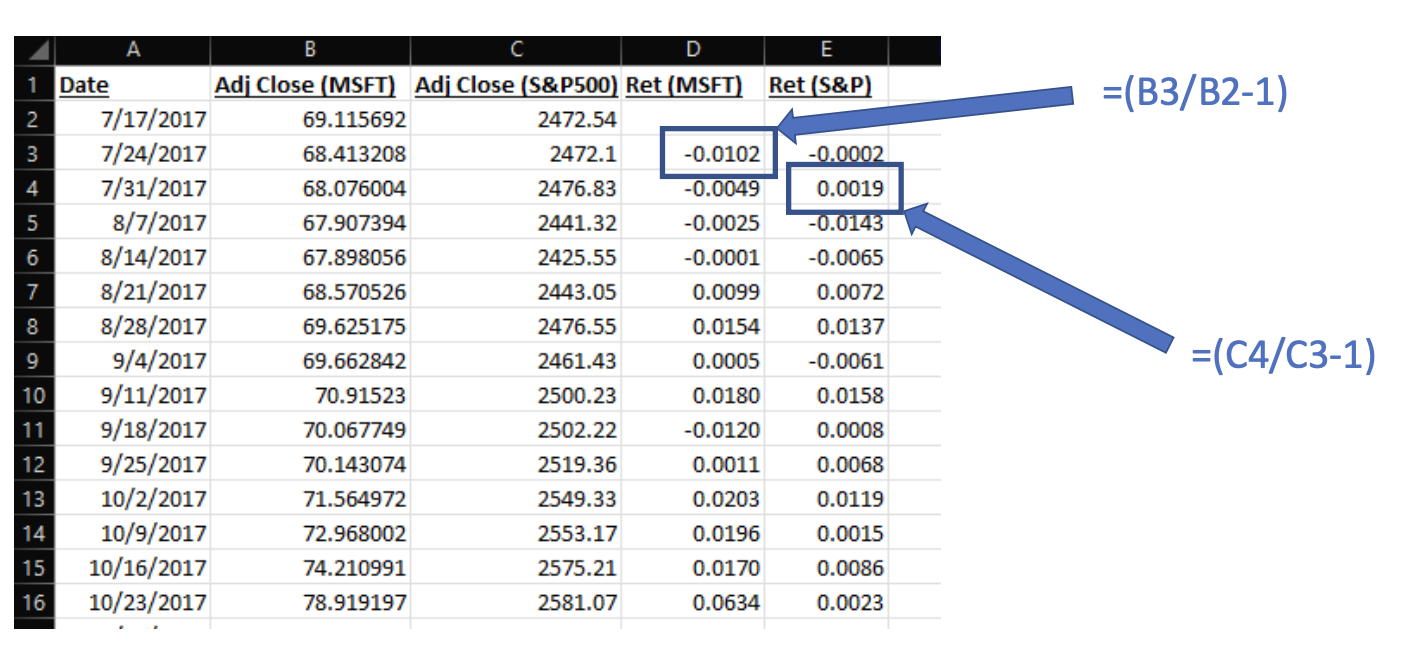 A B C D E
1 Date Adj Close (MSFT) Adj Close (S&P500) Ret (MSFT) Ret (S&P)
=(B3/B2-1)
2 7/17/2017 69.115692 2472.54
3 7/24/2017 68.413208 2472.1 -0.0102 -0.0002
4 7/31/2017 68.076004 2476.83 -0.0049 0.0019
5 8/7/2017 67.907394 2441.32 -0.0025 -0.0143
6 8/14/2017 67.898056 2425.55 -0.0001 -0.0065
7 8/21/2017 68.570526 2443.05 0.0099 0.0072
8 8/28/2017 69.625175 2476.55 0.0154 0.0137
9 9/4/2017 69.662842 2461.43 0.0005 -0.0061
=(C4/C3-1)
10 9/11/2017 70.91523 2500.23 0.0180 0.0158
11 9/18/2017 70.067749 2502.22 -0.0120 0.0008
12 9/25/2017 70.143074 2519.36 0.0011 0.0068
13 10/2/2017 71.564972 2549.33 0.0203 0.0119
14 10/9/2017 72.968002 2553.17 0.0196 0.0015
15 10/16/2017 74.210991 2575.21 0.0170 0.0086
16 10/23/2017 78.919197 2581.07 0.0634 0.0023